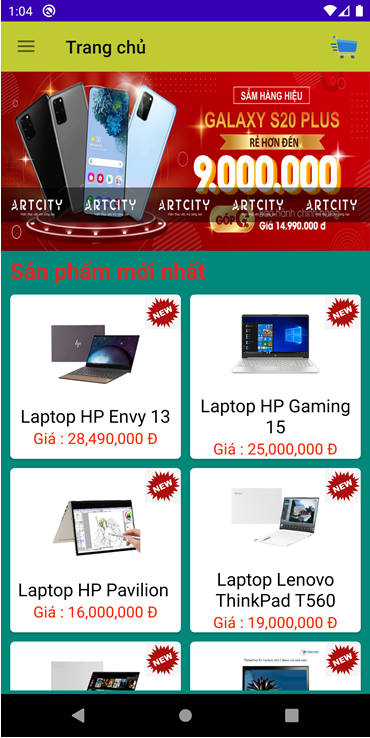 1:04
Trang chủ
SẮM HÀNG HIỆU
GALAXY S20 PLUS
RẺ HƠN ĐẾN
9.000.000
ARTCITY ARTCITY ARTCITY ARTCITY ARTCITY
GÓP
Giá 14.990.000 đ
Sản phẩm mới nhất
NEW
NEW
Laptop HP Envy 13
Giá : 28,490,000 Đ
Laptop HP Gaming
15
Giá : 25,000,000 Đ
NEW
NEW
Laptop HP Pavilion
Giá : 16,000,000 Đ
Laptop Lenovo
ThinkPad T560
Giá : 19,000,000 Đ
NEW
NEW